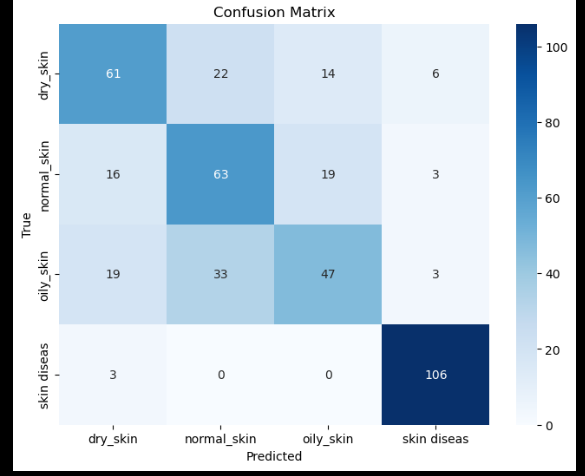 Confusion Matrix
dry_skin 61 22 14 6
normal_skin 16 63 19 3
oily_skin 19 33 47 3
skin diseas 3 0 0 106
dry_skin normal_skin oily_skin skin diseas
Predicted
True
100
80
60
40
20
0